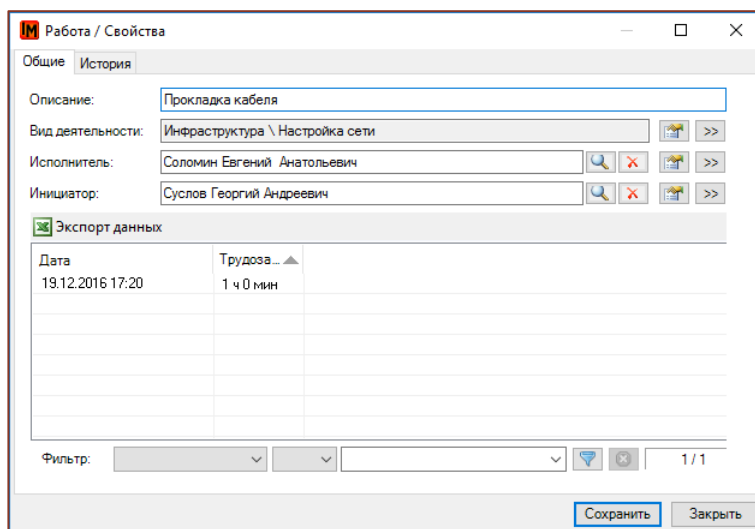 IM Работа / Свойства
Общие История
Описание: Прокладка кабеля
Вид деятельности: Инфраструктура \ Настройка сети >>
Исполнитель: Соломин Евгений Анатольевич >>
Инициатор: Суслов Георгий Андреевич >>
Экспорт данных
Дата Трудоза...
19.12.2016 17:20 1 ч 0 мин
Фильтр: 1 / 1
Сохранить Закрыть